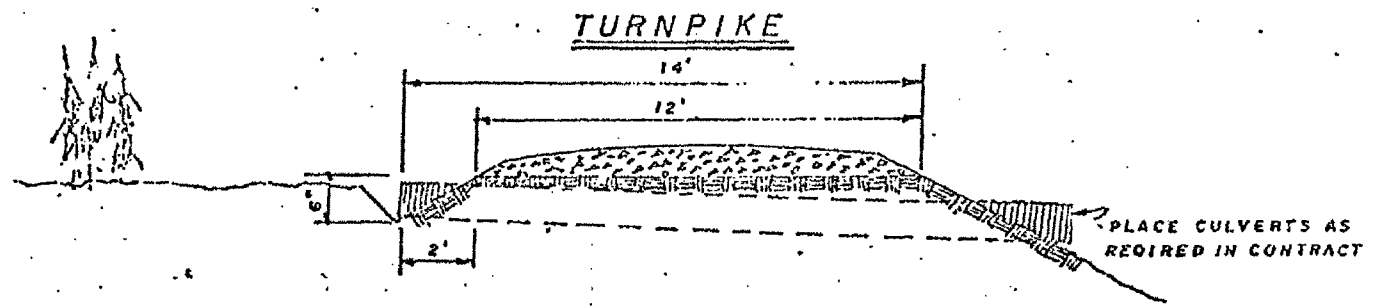 TURNPIKE
14'
12'
6"
2'
PLACE CULVERTS AS
REQIRED IN CONTRACT